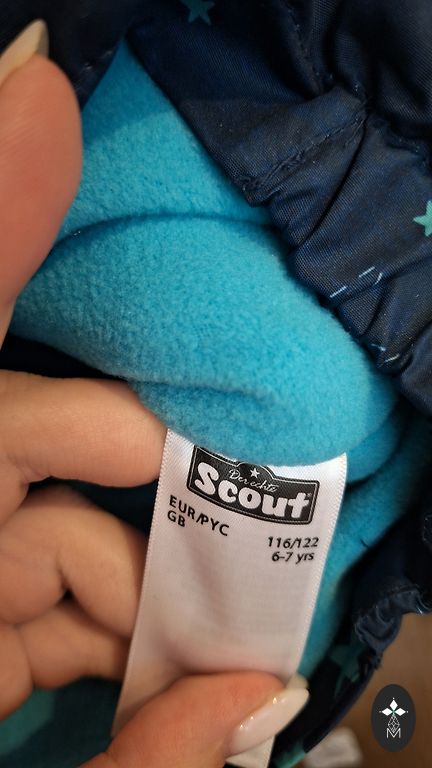 Der echte
Scout
EUR/РУС
116/122
GB
6-7 yrs
M